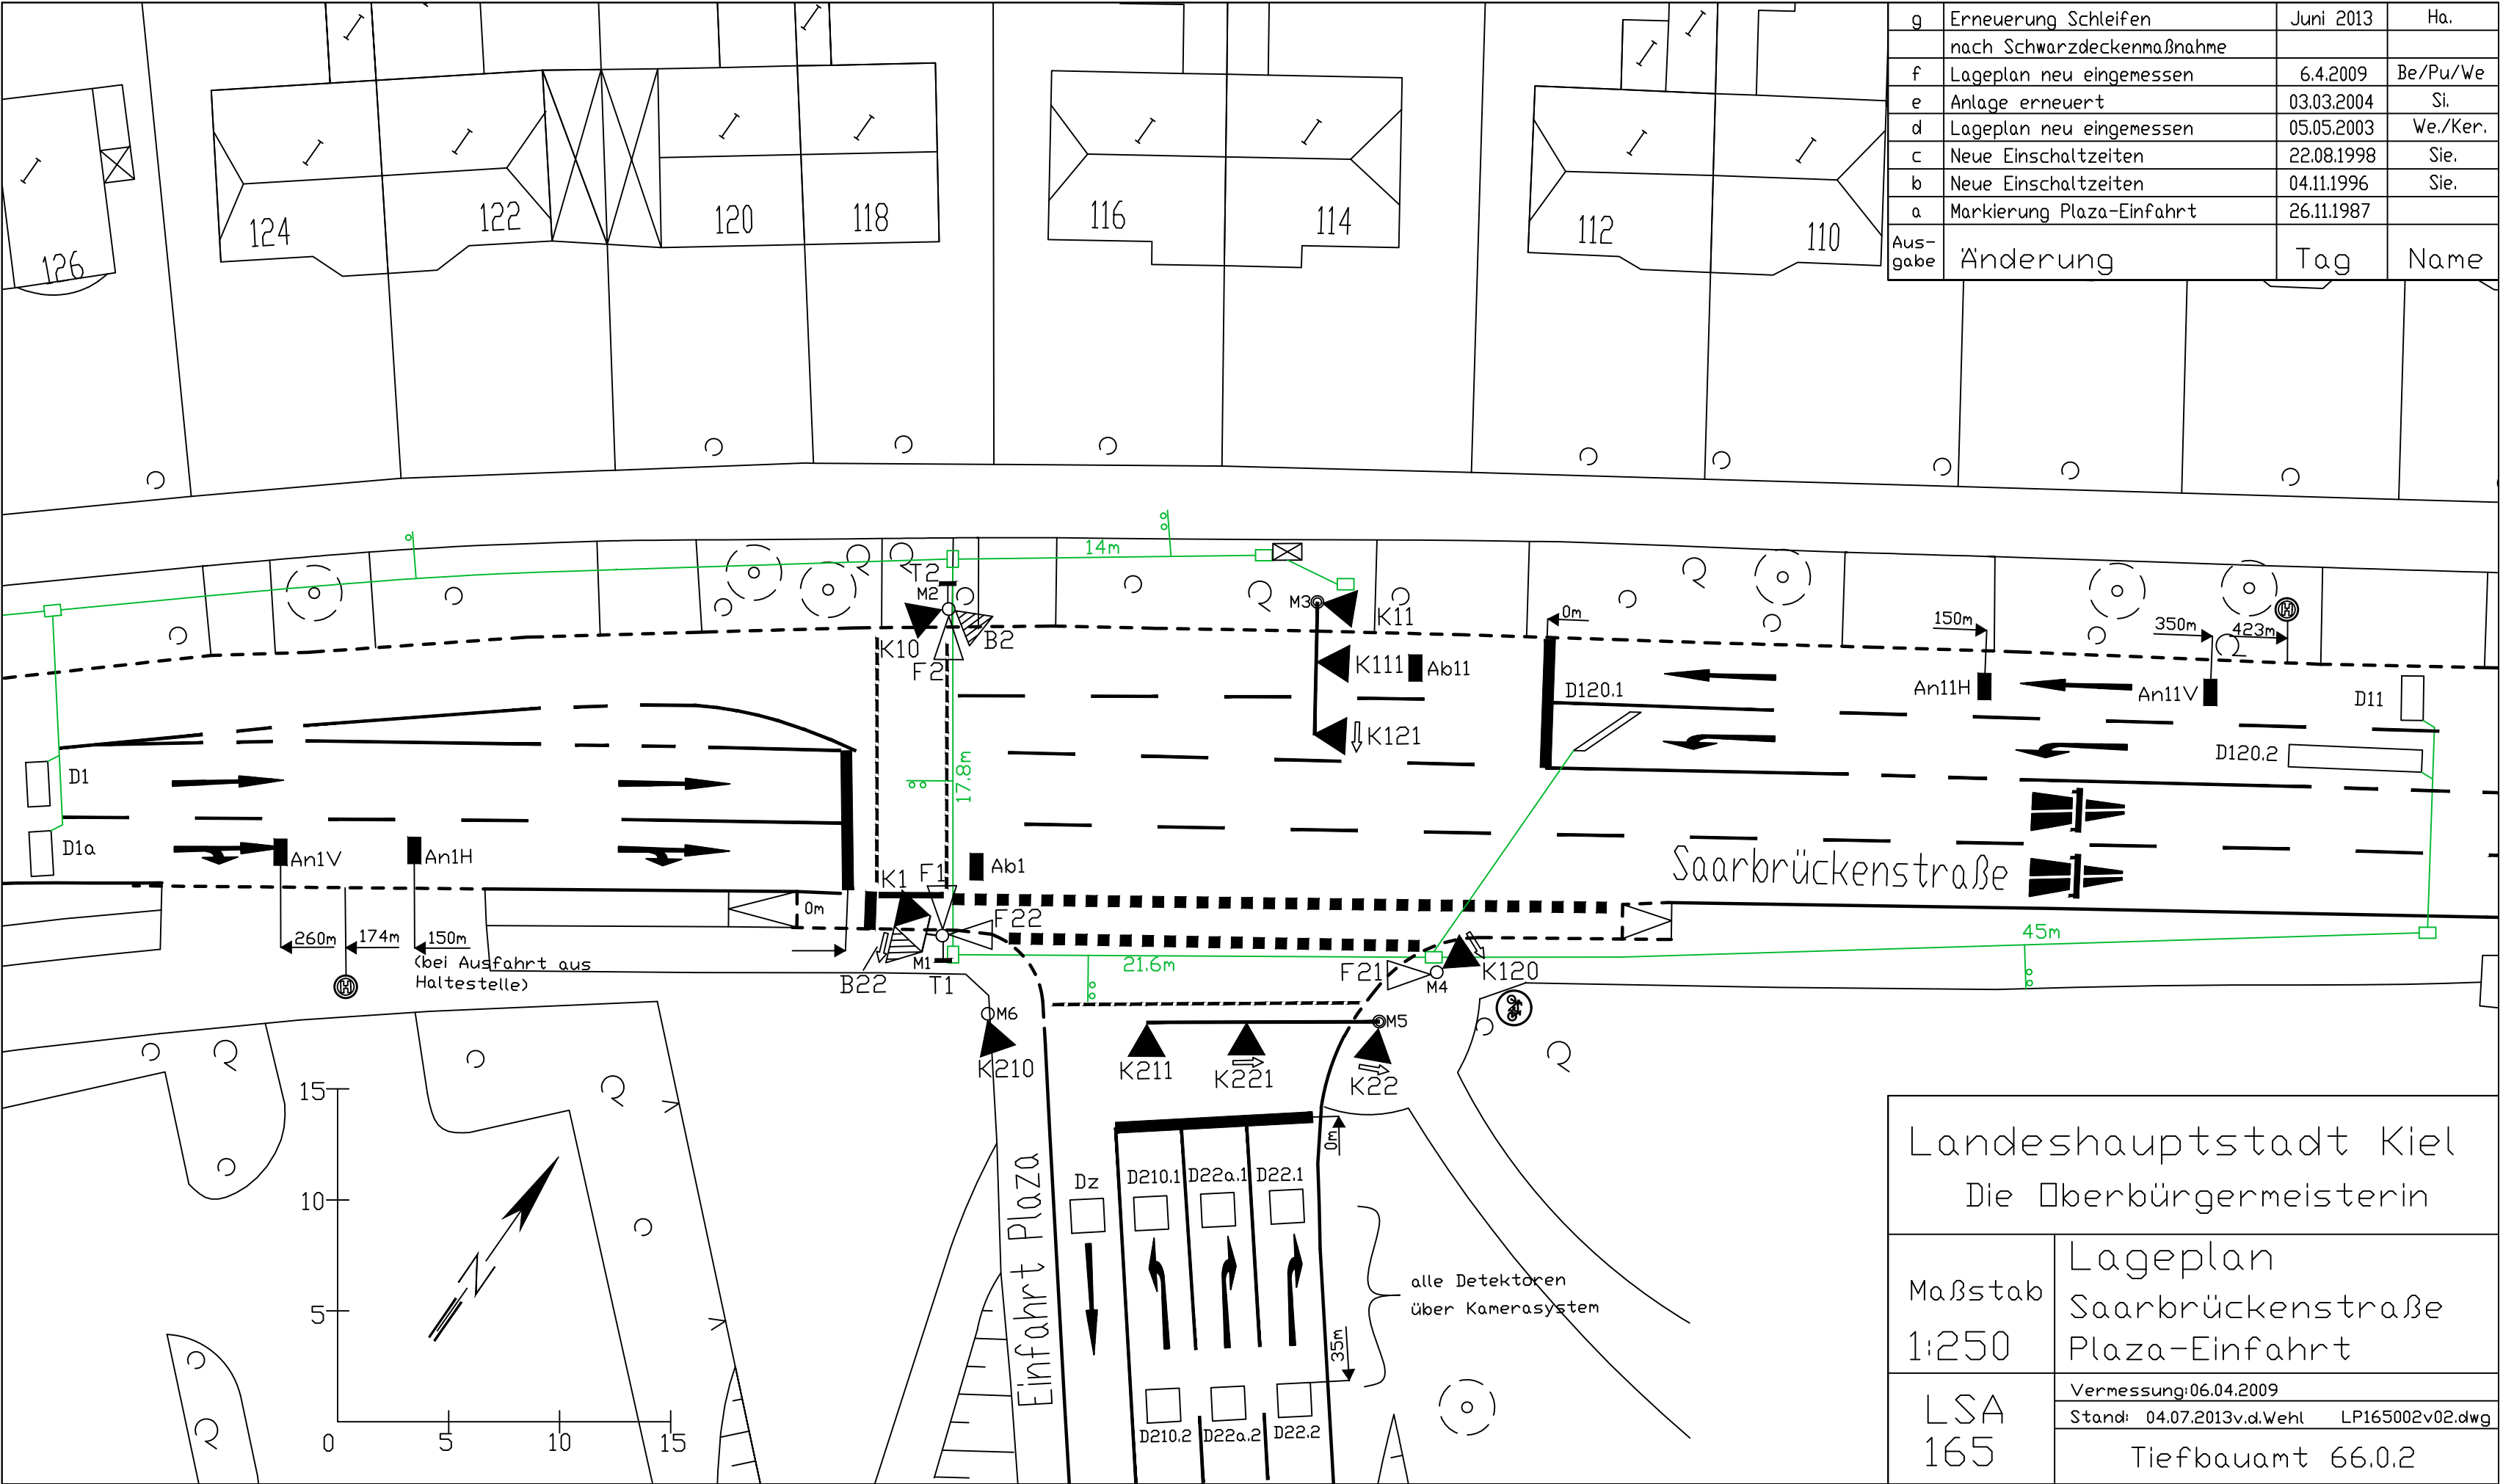 g Erneuerung Schleifen Juni 2013 Ha.
nach Schwarzdeckenmaßnahme
f Lageplan neu eingemessen 6.4.2009 Be/Pu/We
e Anlage erneuert 03.03.2004 Si.
d Lageplan neu eingemessen 05.05.2003 We./Ker.
c Neue Einschaltzeiten 22.08.1998 Sie.
b Neue Einschaltzeiten 04.11.1996 Sie.
a Markierung Plaza-Einfahrt 26.11.1987
Aus-
gabe Änderung Tag Name
126
124
122
120
118
116
114
112
110
14m
T2
M2
K10
F2
B2
M3
K11
K111
K121
Ab11
0m
D120.1
150m
350m
423m
H
An11H
An11V
D11
D120.2
17.8m
D1
D1a
An1V
An1H
K1
F1
Ab1
F22
0m
260m
174m
150m
(bei Ausfahrt aus
Haltestelle)
H
B22
M1
T1
21.6m
Saarbrückenstraße
45m
F21
M4
K120
M6
K210
M5
K211
K221
K22
0m
Einfahrt Plaza
Dz
D210.1
D22a.1
D22.1
alle Detektoren
über Kamerasystem
35m
D210.2
D22a.2
D22.2
15
10
5
0
5
10
15
N
Landeshauptstadt Kiel
Die Oberbürgermeisterin
Maßstab
1:250
Lageplan
Saarbrückenstraße
Plaza-Einfahrt
LSA
165
Vermessung:06.04.2009
Stand: 04.07.2013v.d.Wehl LP165002v02.dwg
Tiefbauamt 66.0.2